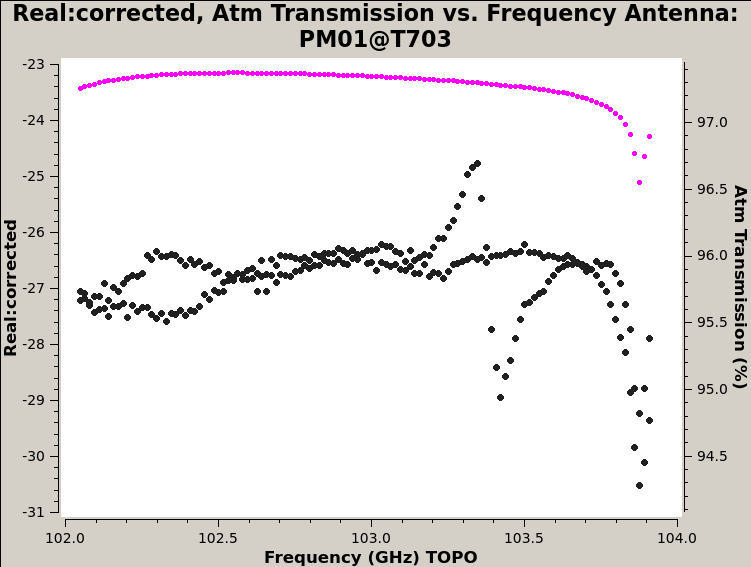 Real:corrected, Atm Transmission vs. Frequency Antenna:
PM01@T703
-23
-24
-25
-26
-27
-28
-29
-30
-31
Real:corrected
97.0
96.5
96.0
95.5
95.0
94.5
Atm Transmission (%)
102.0 102.5 103.0 103.5 104.0
Frequency (GHz) TOPO